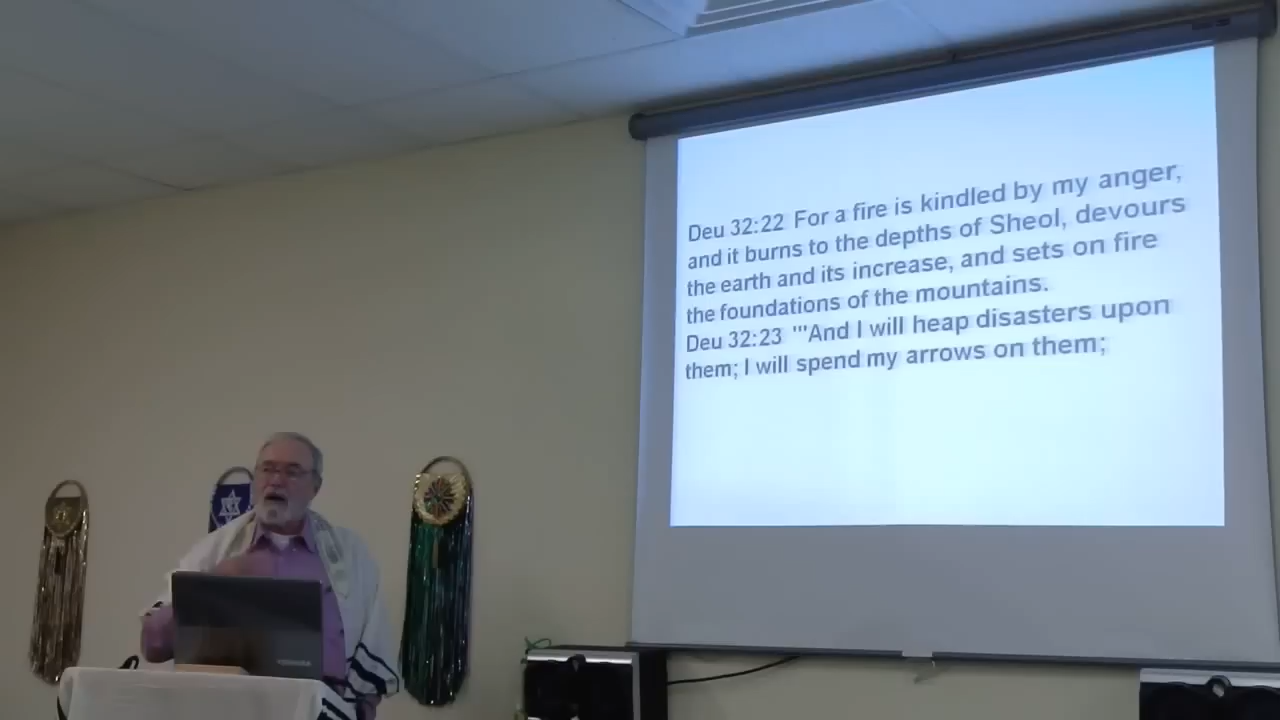 Deu 32:22 For a fire is kindled by my anger,
and it burns to the depths of Sheol, devours
the earth and its increase, and sets on fire
the foundations of the mountains.
Deu 32:23 "'And I will heap disasters upon
them; I will spend my arrows on them;
TOSHIBA